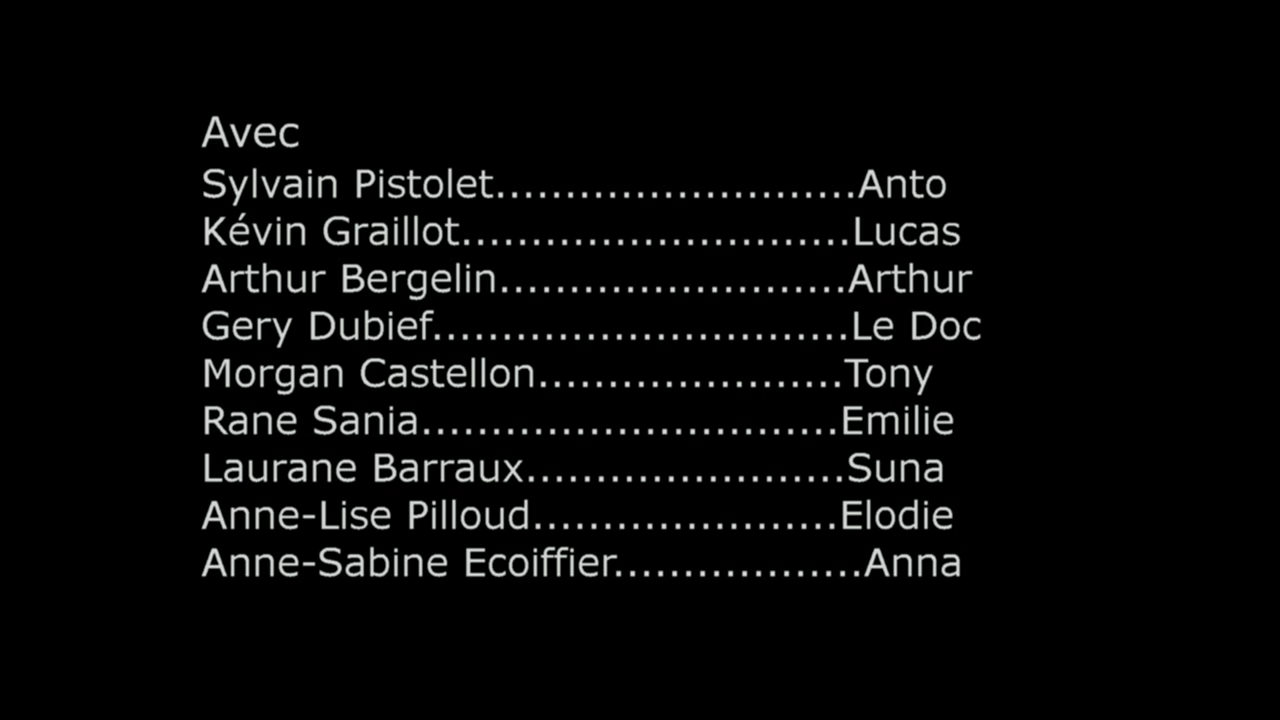 Avec
Sylvain Pistolet..........................Anto
Kévin Graillot............................Lucas
Arthur Bergelin.........................Arthur
Gery Dubief..............................Le Doc
Morgan Castellon......................Tony
Rane Sania..............................Emilie
Laurane Barraux.......................Suna
Anne-Lise Pilloud......................Elodie
Anne-Sabine Ecoiffier..................Anna